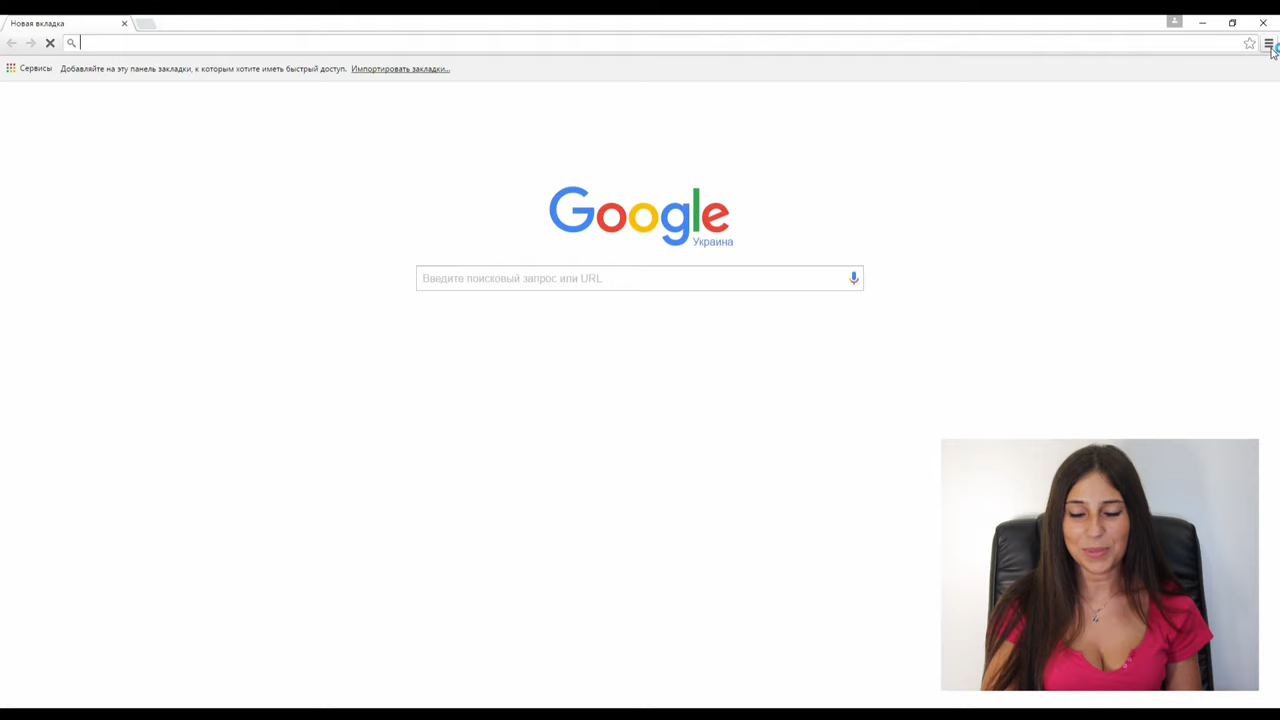 Новая вкладка
Сервисы Добавляйте на эту панель закладки, к которым хотите иметь быстрый доступ. Импортировать закладки...
Google
Украина
Введите поисковый запрос или URL